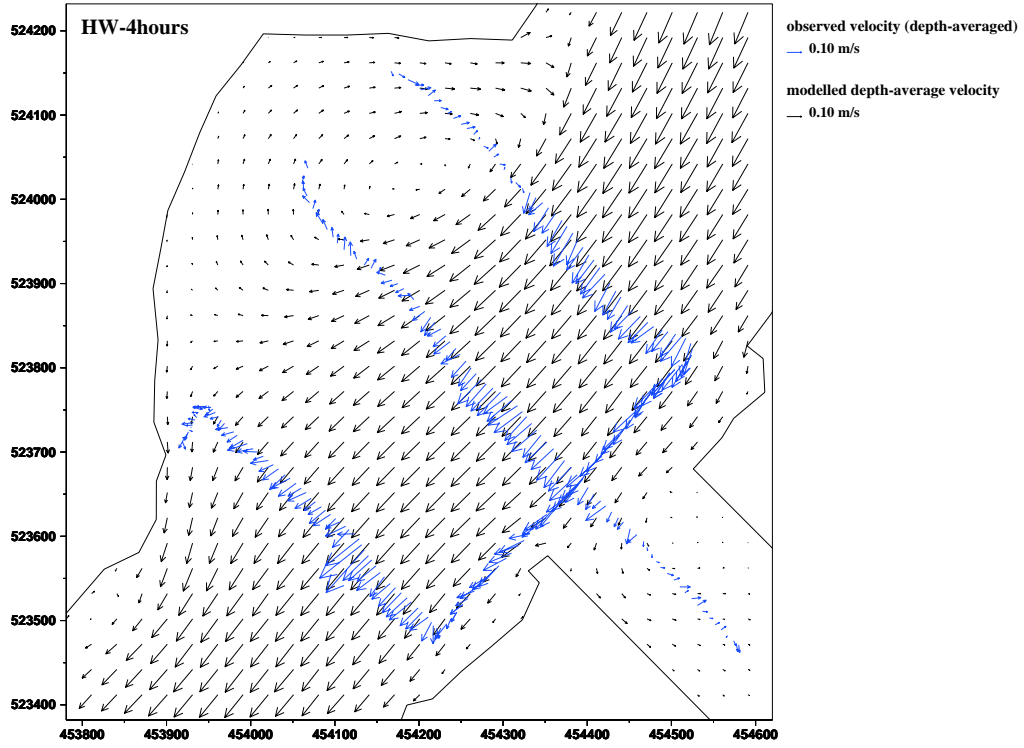 HW-4hours
observed velocity (depth-averaged)
0.10 m/s
modelled depth-average velocity
0.10 m/s
524200
524100
524000
523900
523800
523700
523600
523500
523400
453800 453900 454000 454100 454200 454300 454400 454500 454600